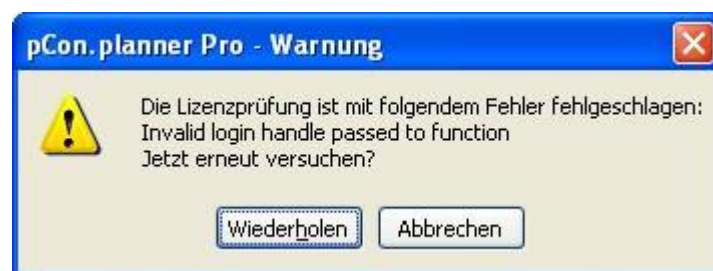 pCon.planner Pro - Warnung
Die Lizenzprüfung ist mit folgendem Fehler fehlgeschlagen:
Invalid login handle passed to function
Jetzt erneut versuchen?
Wiederholen
Abbrechen